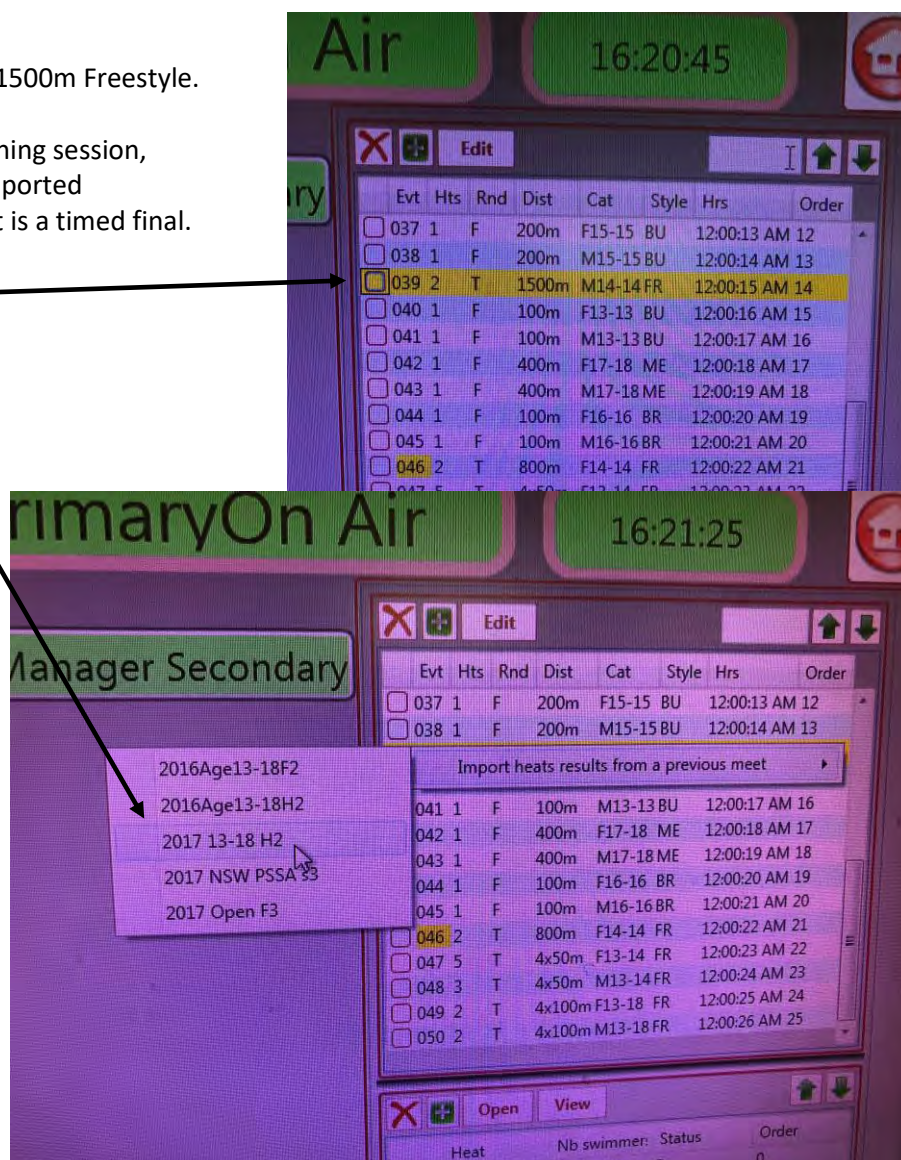 1500m Freestyle.
ning session,
ported
t is a timed final.
Air
16:20:45
ry
Edit
Evt Hts Rnd Dist Cat Style Hrs Order
037 1 F 200m F15-15 BU 12:00:13 AM 12
038 1 F 200m M15-15 BU 12:00:14 AM 13
039 2 T 1500m M14-14 FR 12:00:15 AM 14
040 1 F 100m F13-13 BU 12:00:16 AM 15
041 1 F 100m M13-13 BU 12:00:17 AM 16
042 1 F 400m F17-18 ME 12:00:18 AM 17
043 1 F 400m M17-18 ME 12:00:19 AM 18
044 1 F 100m F16-16 BR 12:00:20 AM 19
045 1 F 100m M16-16 BR 12:00:21 AM 20
046 2 T 800m F14-14 FR 12:00:22 AM 21
rimaryOn Air
16:21:25
Manager Secondary
Edit
Evt Hts Rnd Dist Cat Style Hrs Order
037 1 F 200m F15-15 BU 12:00:13 AM 12
038 1 F 200m M15-15 BU 12:00:14 AM 13
Import heats results from a previous meet
2016Age13-18F2
2016Age13-18H2
2017 13-18 H2
2017 NSW PSSA s3
2017 Open F3
041 1 F 100m M13-13 BU 12:00:17 AM 16
042 1 F 400m F17-18 ME 12:00:18 AM 17
043 1 F 400m M17-18 ME 12:00:19 AM 18
044 1 F 100m F16-16 BR 12:00:20 AM 19
045 1 F 100m M16-16 BR 12:00:21 AM 20
046 2 T 800m F14-14 FR 12:00:22 AM 21
047 5 T 4x50m F13-14 FR 12:00:23 AM 22
048 3 T 4x50m M13-14 FR 12:00:24 AM 23
049 2 T 4x100m F13-18 FR 12:00:25 AM 24
050 2 T 4x100m M13-18 FR 12:00:26 AM 25
Open View
Heat Nb swimmer: Status Order